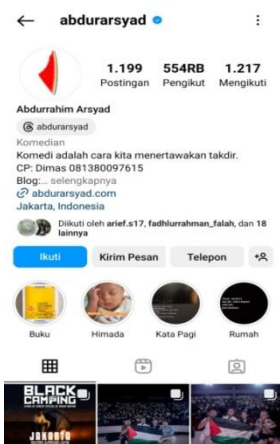 abdurarsyad
1.199 554RB 1.217
Postingan Pengikut Mengikuti
Abdurrahim Arsyad
abdurarsyad
Komedian
Komedi adalah cara kita menertawakan takdir.
CP: Dimas 081380097615
Blog:... selengkapnya
abdurarsyad.com
Jakarta, Indonesia
Diikuti oleh arief.s17, fadhlurrahman_falah, dan 18
lainnya
Ikuti Kirim Pesan Telepon
Buku Himada Kata Pagi Rumah
BLACK
CAMPING
JAKARTA